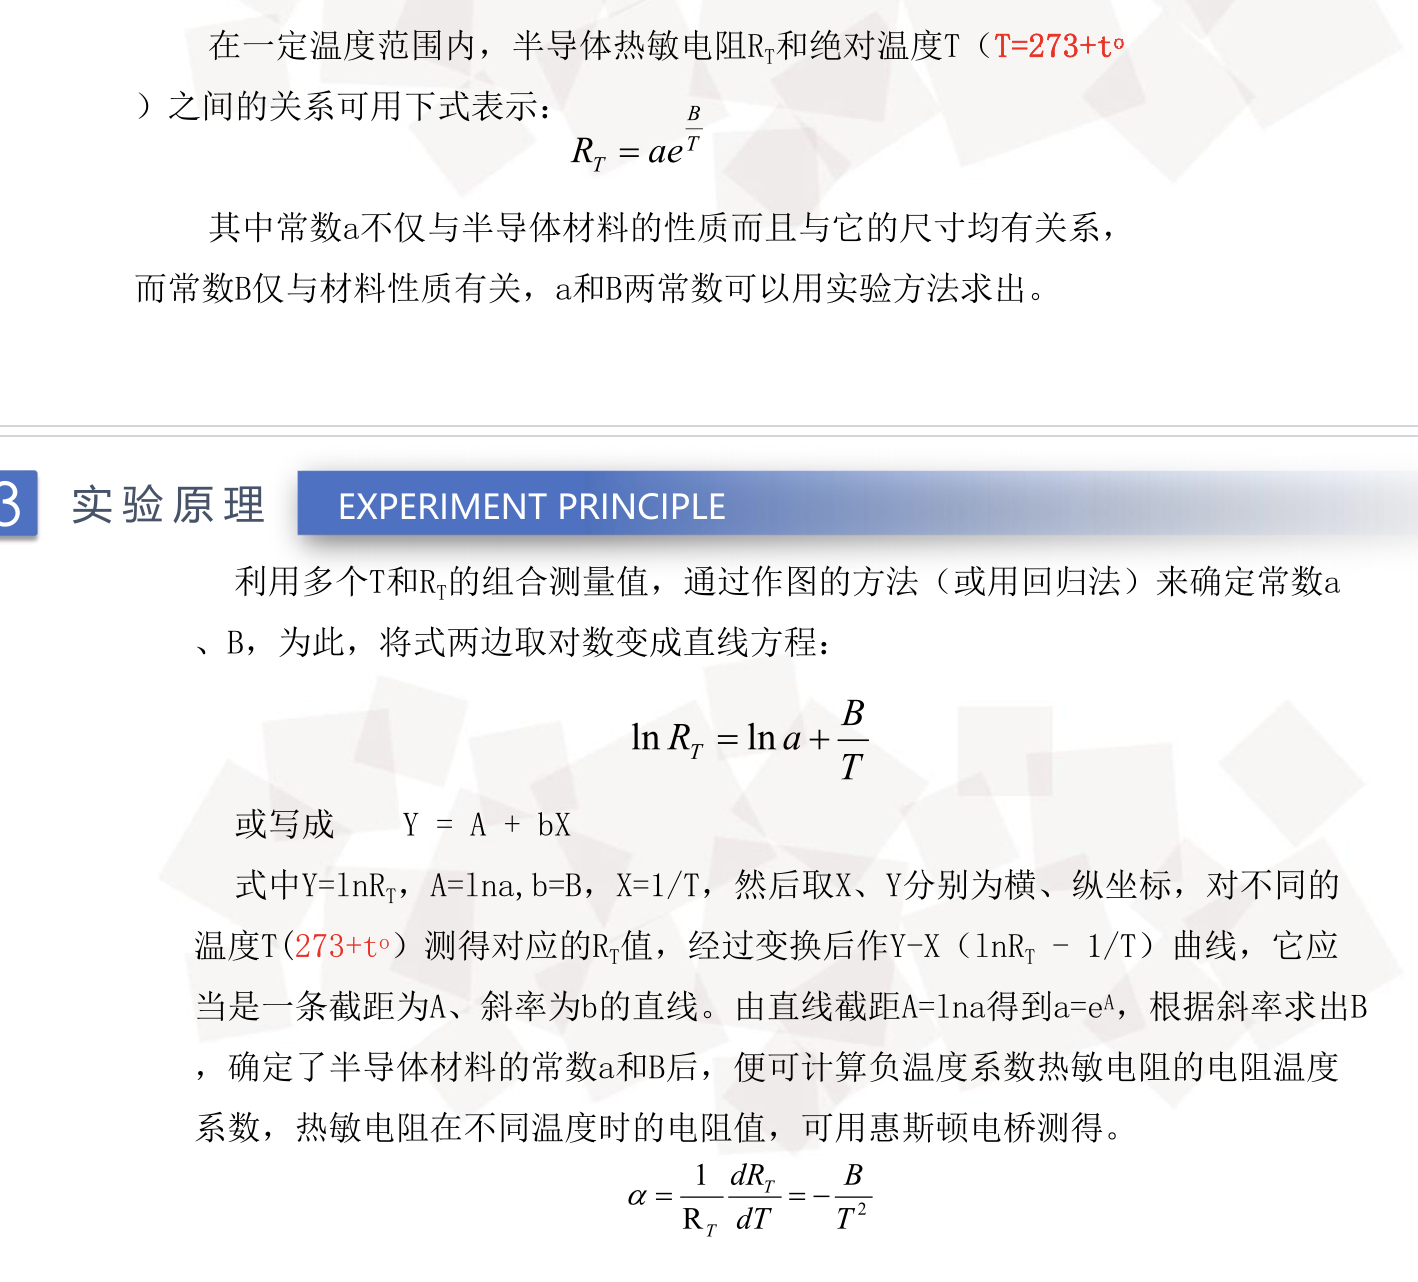 在一定温度范围内，半导体热敏电阻R_T和绝对温度T（T=273+t°
）之间的关系可用下式表示：
R_T = ae^{B/T}
其中常数a不仅与半导体材料的性质而且与它的尺寸均有关系，
而常数B仅与材料性质有关，a和B两常数可以用实验方法求出。
3 实验原理 EXPERIMENT PRINCIPLE
利用多个T和R_T的组合测量值，通过作图的方法（或用回归法）来确定常数a
、B，为此，将式两边取对数变成直线方程：
ln R_T = ln a + B/T
或写成 Y = A + bX
式中Y=lnR_T，A=lna,b=B，X=1/T，然后取X、Y分别为横、纵坐标，对不同的
温度T(273+t°）测得对应的R_T值，经过变换后作Y-X（lnR_T - 1/T）曲线，它应
当是一条截距为A、斜率为b的直线。由直线截距A=lna得到a=e^A，根据斜率求出B
，确定了半导体材料的常数a和B后，便可计算负温度系数热敏电阻的电阻温度
系数，热敏电阻在不同温度时的电阻值，可用惠斯顿电桥测得。
α = 1/R_T dR_T/dT = - B/T^2